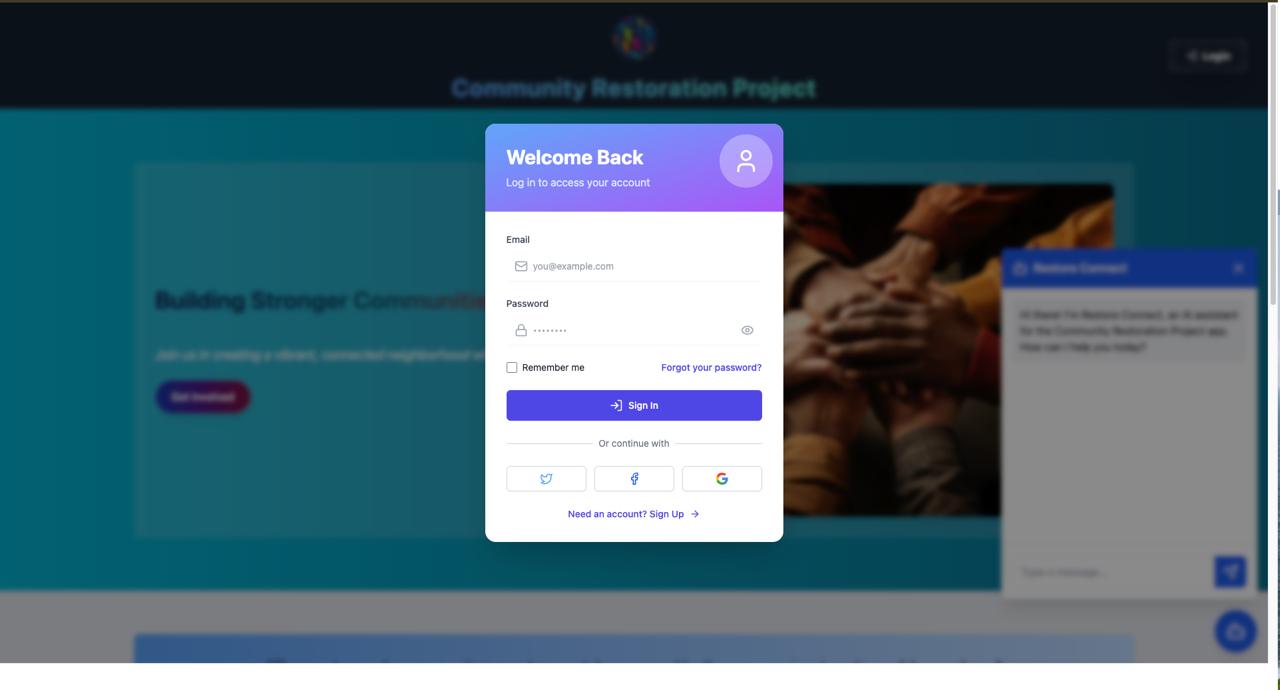 Login
Community Restoration Project
Welcome Back
Log in to access your account
Email
you@example.com
Password
Remember me
Forgot your password?
Sign In
Or continue with
Need an account? Sign Up
Building Stronger Communitie
Join us in creating a vibrant, connected neighborhood
Get Involved
Restore Connect
Hi there! I'm Restore Connect, an AI assistant
for the Community Restoration Project app.
How can I help you today?
Type a message...